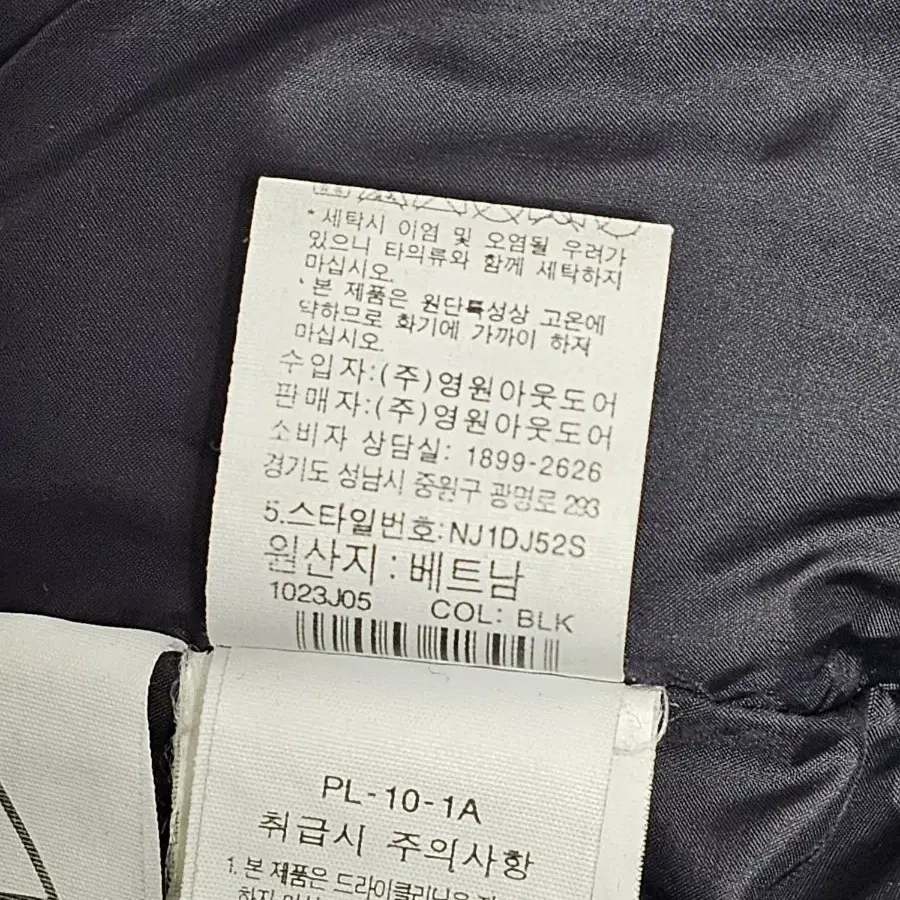 * 세탁시 이염 및 오염될 우려가
있으니 타의류와 함께 세탁하지
마십시오.
* 본 제품은 원단특성상 고온에
약하므로 화기에 가까이 하져
마십시오.
수입자:(주)영원아웃도어
판매자:(주)영원아웃도어
소비자 상담실: 1899-2626
경기도 성남시 중원구 광명로 293
5.스타일번호:NJ1DJ52S
원산지:베트남
1023J05 COL: BLK
PL-10-1A
취급시 주의사항
1. 본 제품은 드라이클리닝은